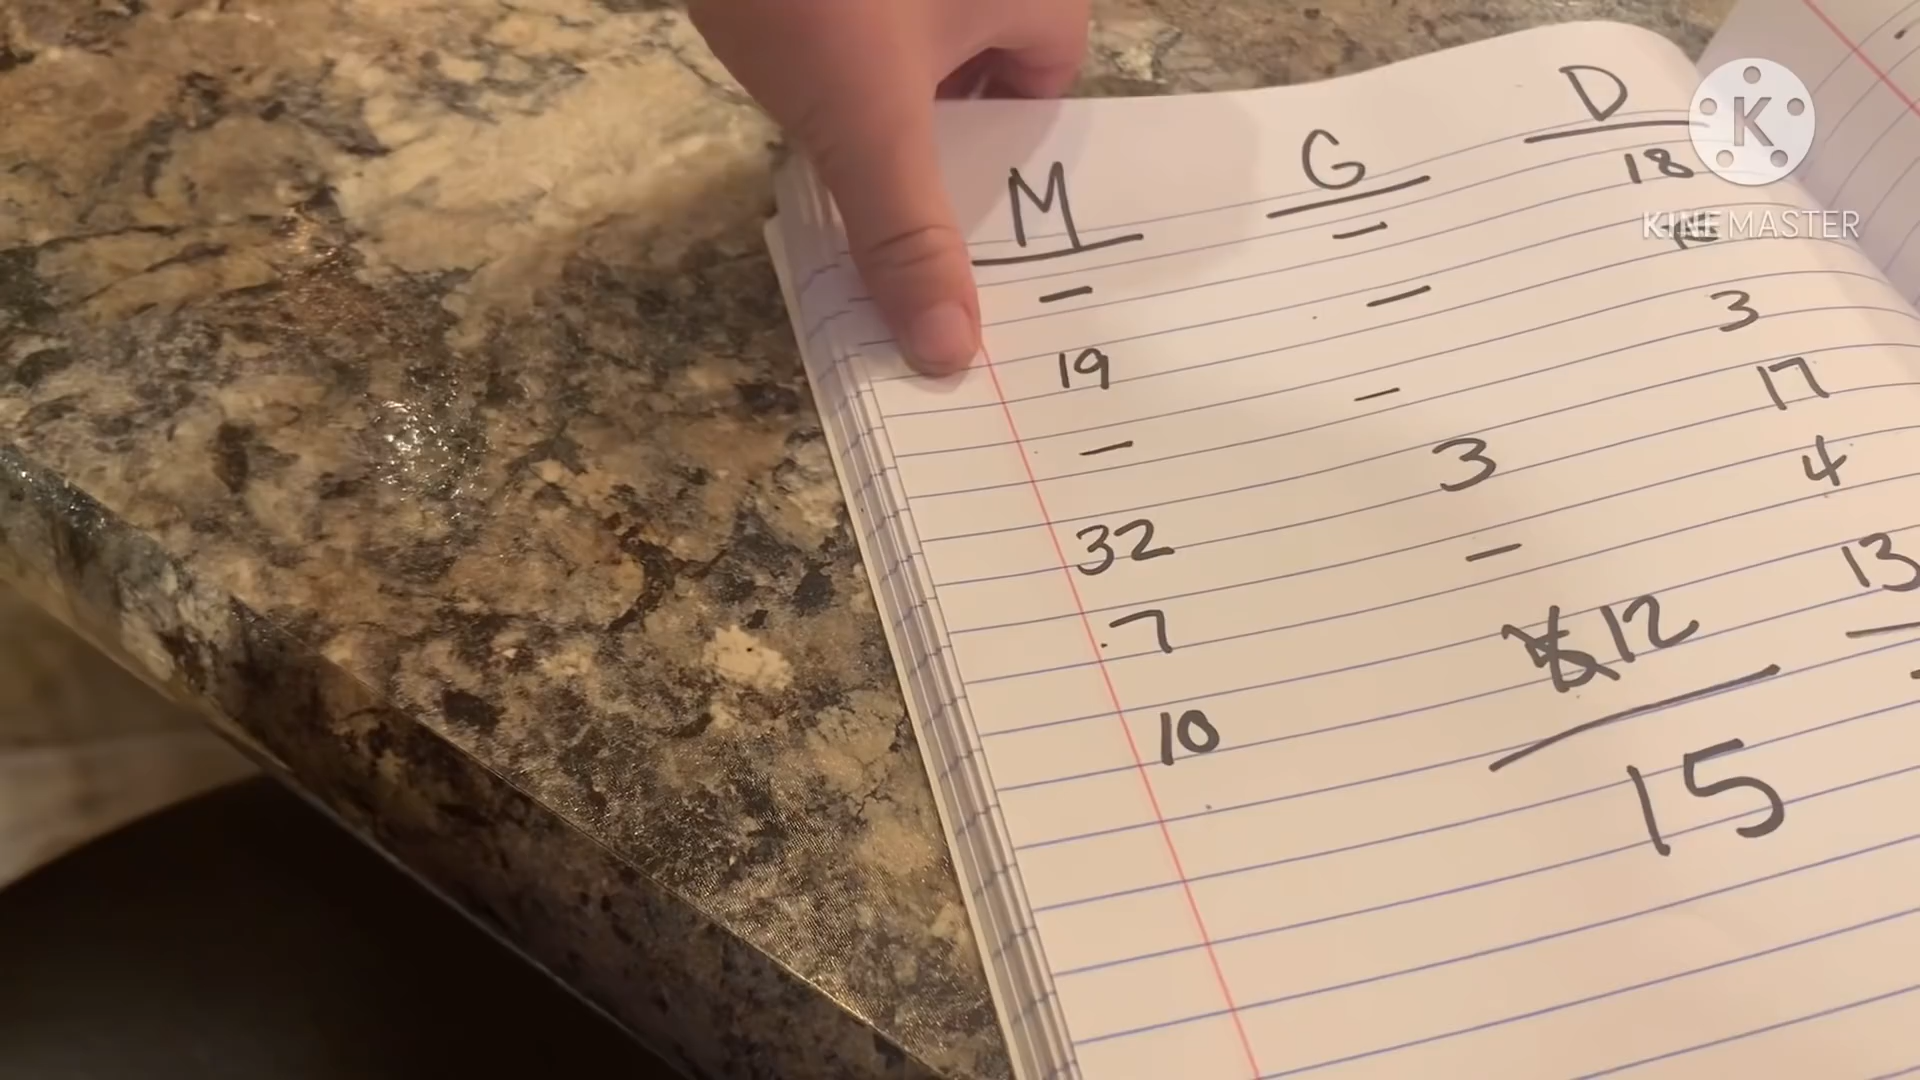 M G D
— — 18
19 —
— — 3
32 3 17
7 — 4
10 12 13
15
K
KINEMASTER